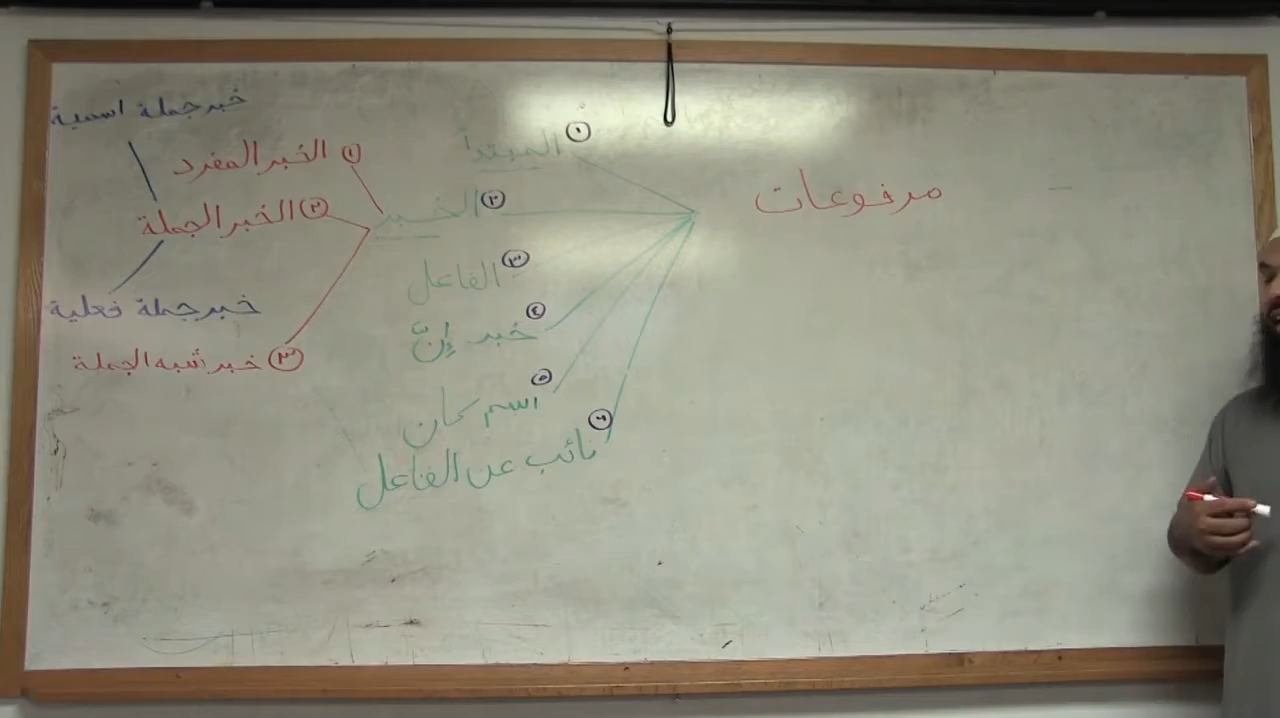 مرفوعات
١ المبتدأ
٢ الخبر
٣ الفاعل
٤ خبر إنّ
٥ اسم كان
٦ نائب عن الفاعل
١ الخبر المفرد
٢ الخبر الجملة
خبر جملة اسمية
خبر جملة فعلية
٣ خبر شبه الجملة